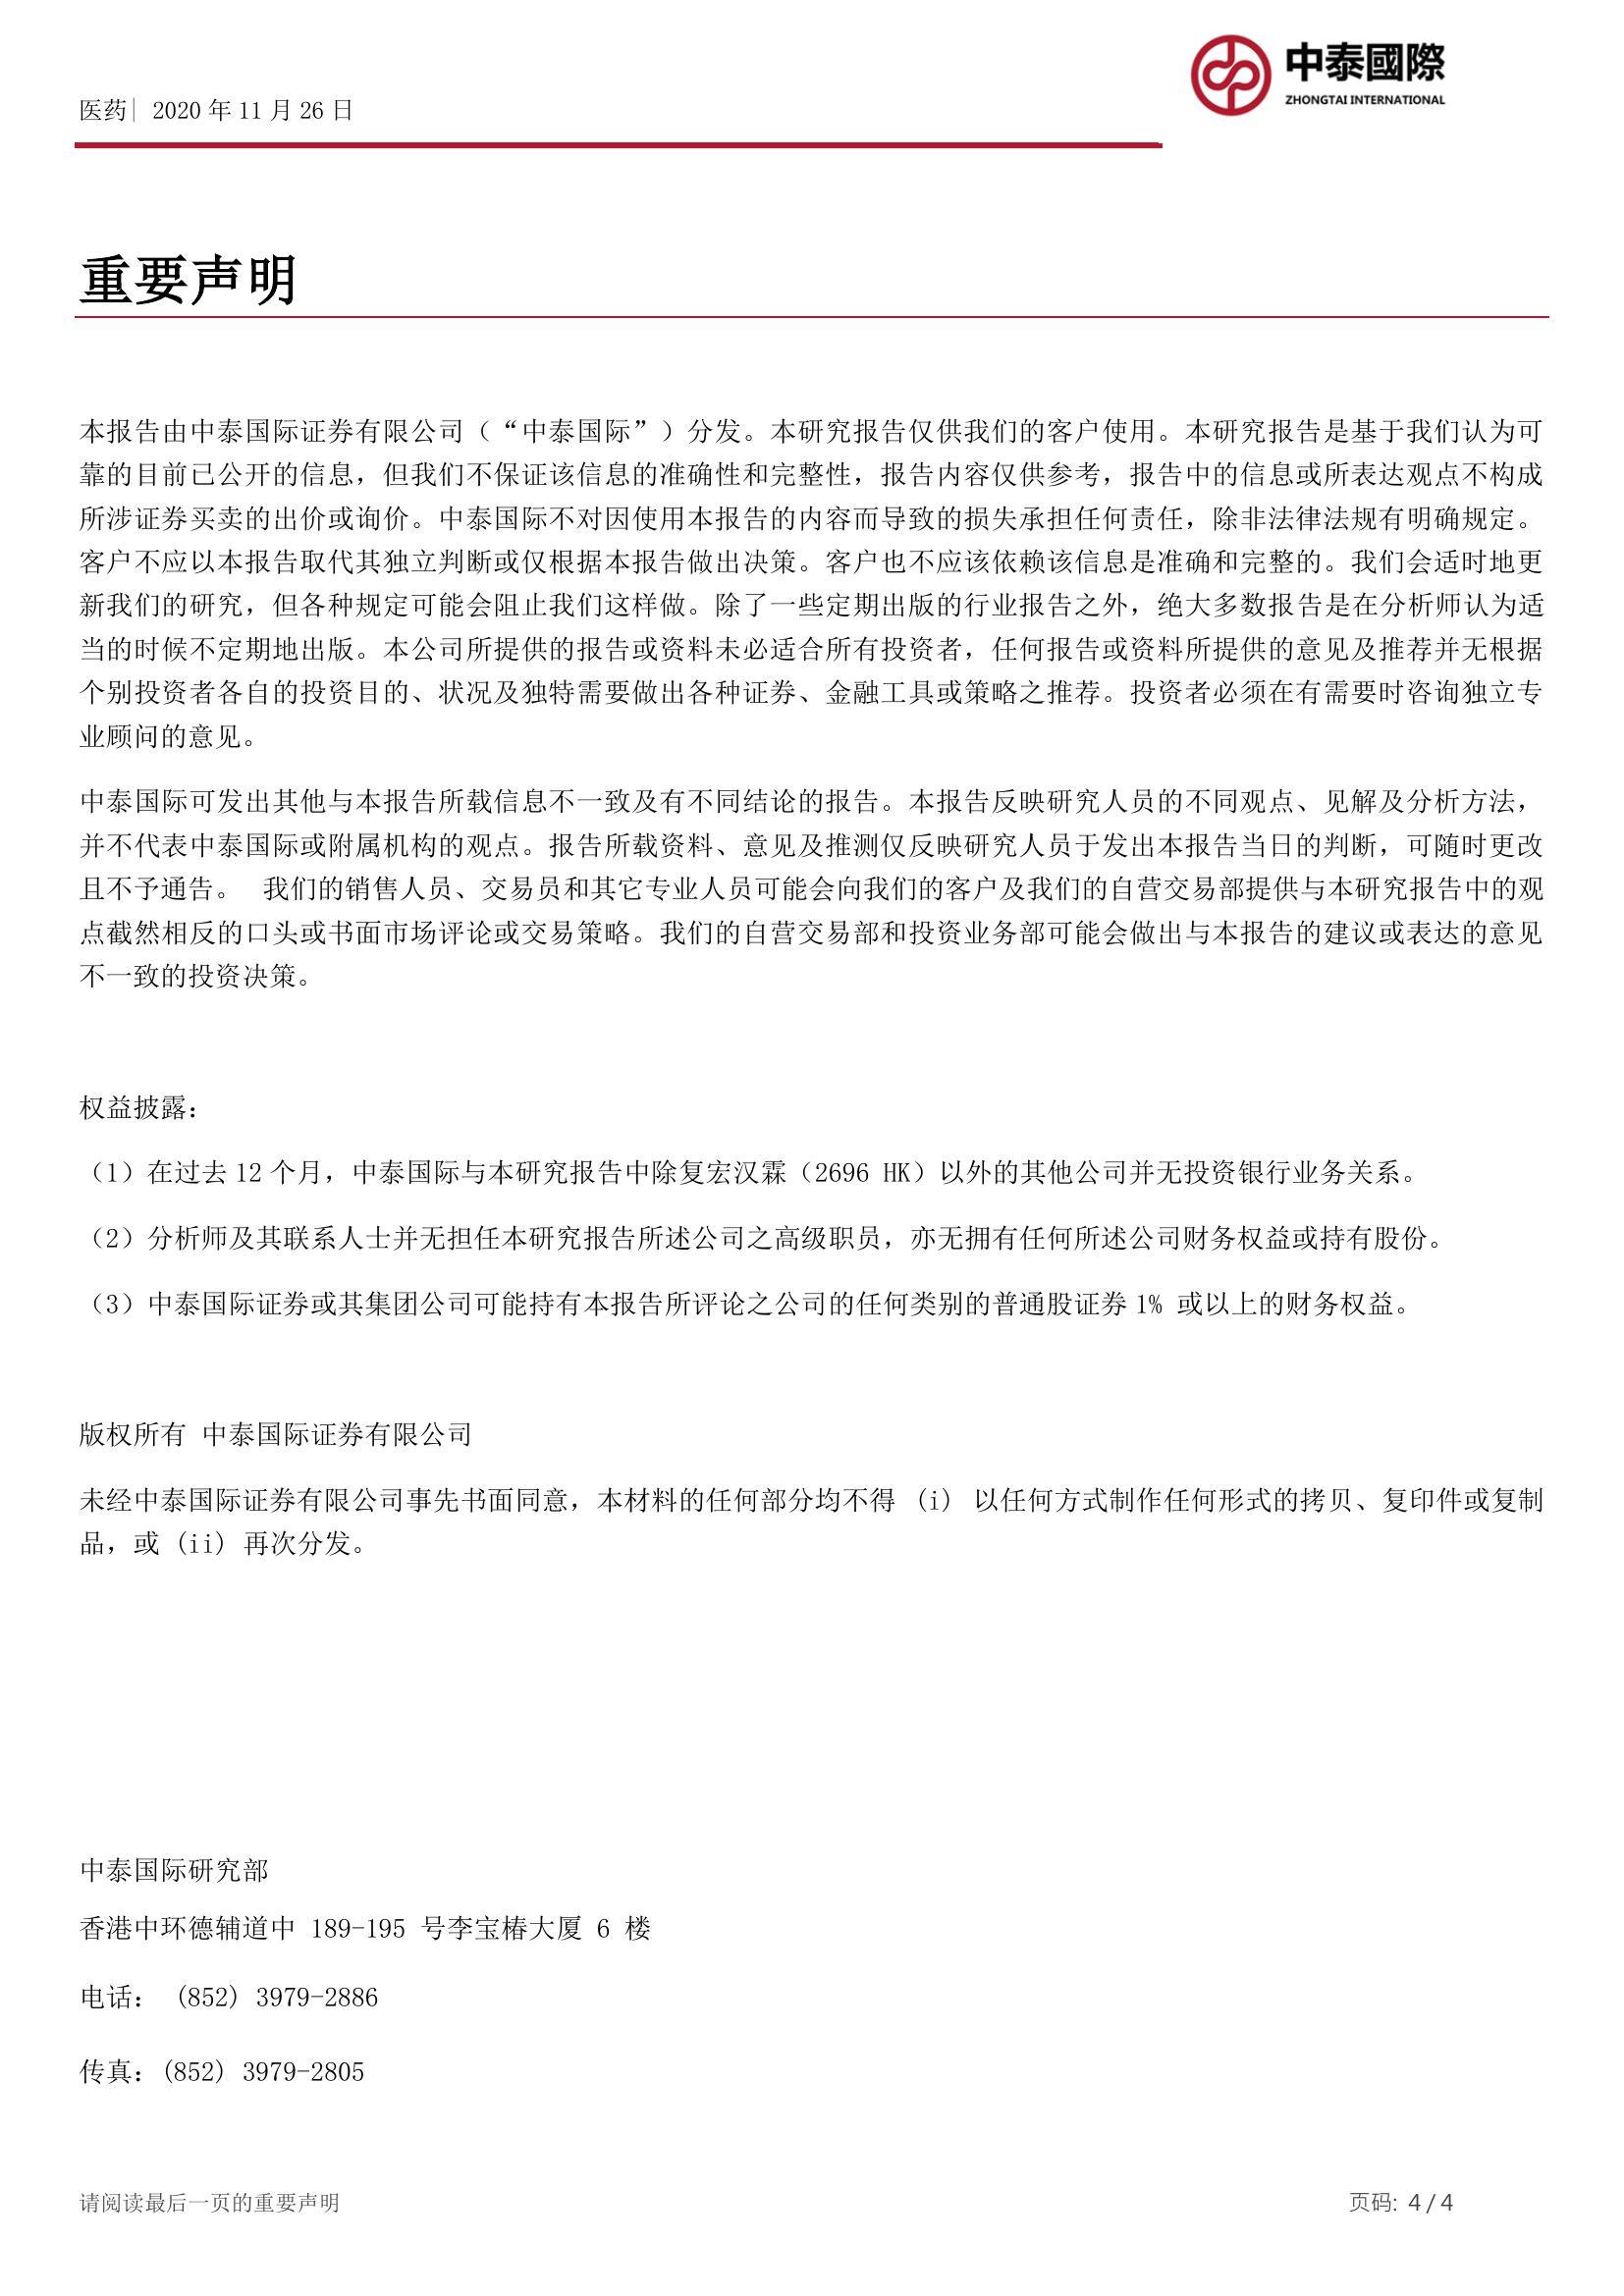 中泰國際
ZHONGTAI INTERNATIONAL
医药| 2020 年 11 月 26 日
重要声明
本报告由中泰国际证券有限公司（“中泰国际”）分发。本研究报告仅供我们的客户使用。本研究报告是基于我们认为可
靠的目前已公开的信息，但我们不保证该信息的准确性和完整性，报告内容仅供参考，报告中的信息或所表达观点不构成
所涉证券买卖的出价或询价。中泰国际不对因使用本报告的内容而导致的损失承担任何责任，除非法律法规有明确规定。
客户不应以本报告取代其独立判断或仅根据本报告做出决策。客户也不应该依赖该信息是准确和完整的。我们会适时地更
新我们的研究，但各种规定可能会阻止我们这样做。除了一些定期出版的行业报告之外，绝大多数报告是在分析师认为适
当的时候不定期地出版。本公司所提供的报告或资料未必适合所有投资者，任何报告或资料所提供的意见及推荐并无根据
个别投资者各自的投资目的、状况及独特需要做出各种证券、金融工具或策略之推荐。投资者必须在有需要时咨询独立专
业顾问的意见。
中泰国际可发出其他与本报告所载信息不一致及有不同结论的报告。本报告反映研究人员的不同观点、见解及分析方法，
并不代表中泰国际或附属机构的观点。报告所载资料、意见及推测仅反映研究人员于发出本报告当日的判断，可随时更改
且不予通告。 我们的销售人员、交易员和其它专业人员可能会向我们的客户及我们的自营交易部提供与本研究报告中的观
点截然相反的口头或书面市场评论或交易策略。我们的自营交易部和投资业务部可能会做出与本报告的建议或表达的意见
不一致的投资决策。
权益披露：
（1）在过去 12 个月，中泰国际与本研究报告中除复宏汉霖（2696 HK）以外的其他公司并无投资银行业务关系。
（2）分析师及其联系人士并无担任本研究报告所述公司之高级职员，亦无拥有任何所述公司财务权益或持有股份。
（3）中泰国际证券或其集团公司可能持有本报告所评论之公司的任何类别的普通股证券 1% 或以上的财务权益。
版权所有 中泰国际证券有限公司
未经中泰国际证券有限公司事先书面同意，本材料的任何部分均不得 (i) 以任何方式制作任何形式的拷贝、复印件或复制
品，或 (ii) 再次分发。
中泰国际研究部
香港中环德辅道中 189-195 号李宝椿大厦 6 楼
电话： (852) 3979-2886
传真：(852) 3979-2805
请阅读最后一页的重要声明
页码: 4 / 4